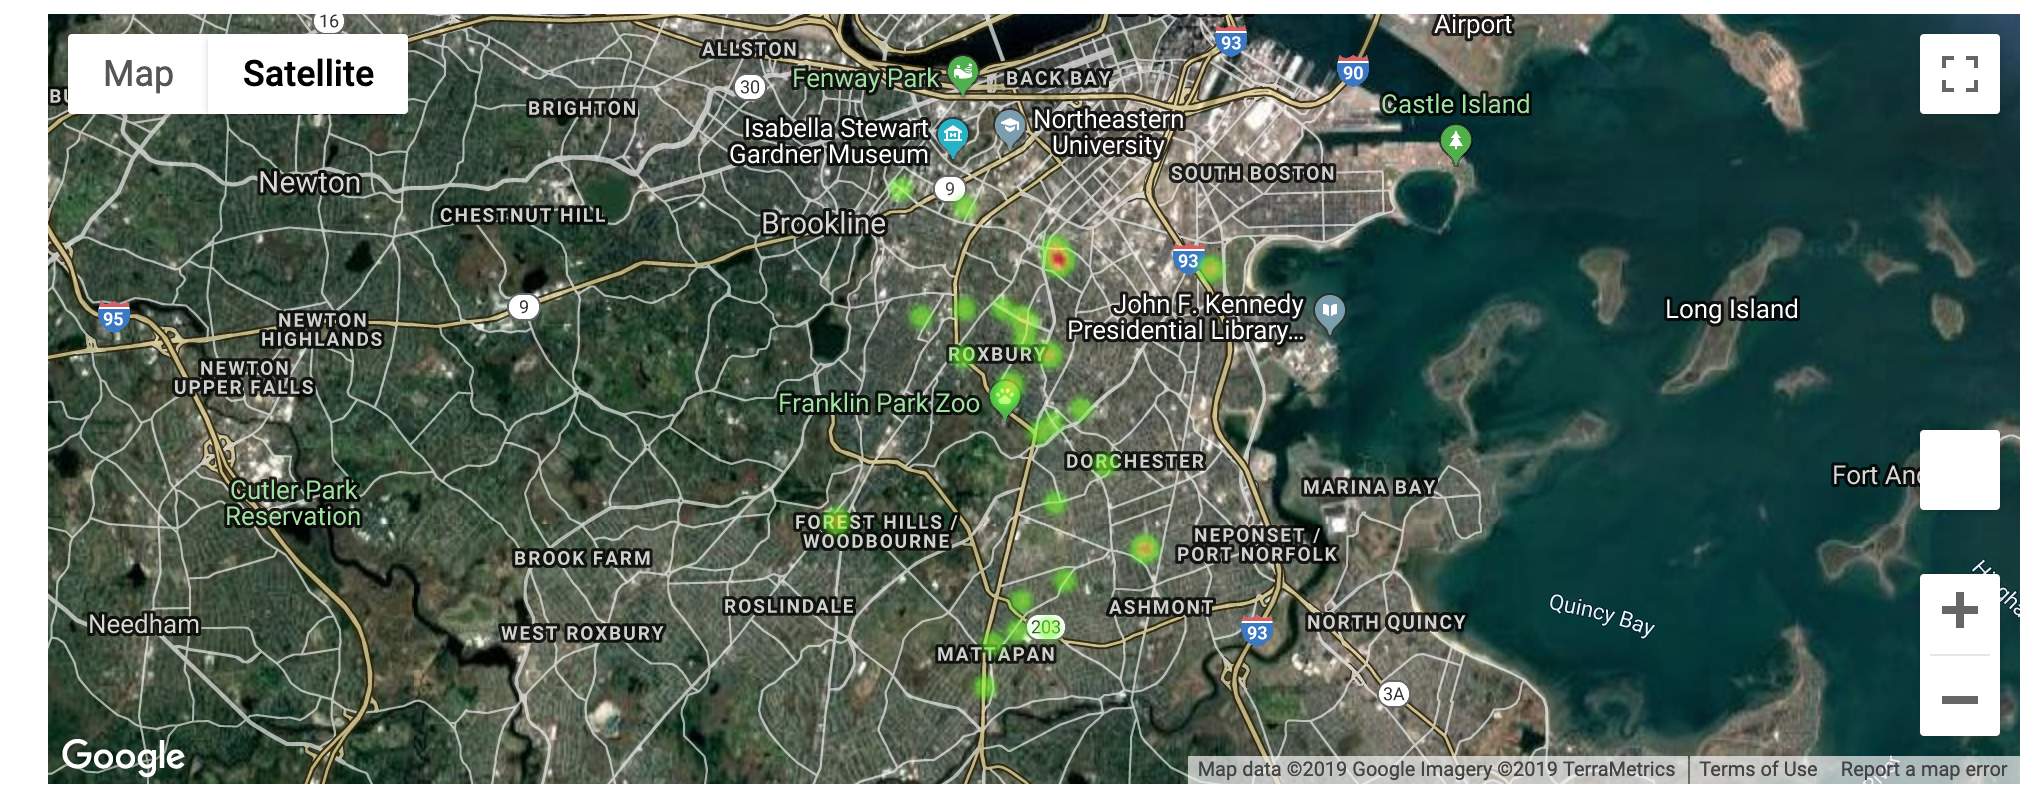 16
Airport
Map
Satellite
ALLSTON
93
90
Fenway Park
BACK BAY
30
BU
BRIGHTON
Castle Island
Isabella Stewart
Gardner Museum
Northeastern
University
SOUTH BOSTON
Newton
9
CHESTNUT HILL
Brookline
93
95
9
NEWTON
HIGHLANDS
John F. Kennedy
Presidential Library...
Long Island
ROXBURY
NEWTON
UPPER FALLS
Franklin Park Zoo
DORCHESTER
Fort An
MARINA BAY
Cutler Park
Reservation
FOREST HILLS /
WOODBOURNE
NEPONSET /
PORT NORFOLK
BROOK FARM
ROSLINDALE
ASHMONT
Quincy Bay
Needham
WEST ROXBURY
203
93
NORTH QUINCY
MATTAPAN
3A
Google
Map data ©2019 Google Imagery ©2019 TerraMetrics
Terms of Use
Report a map error